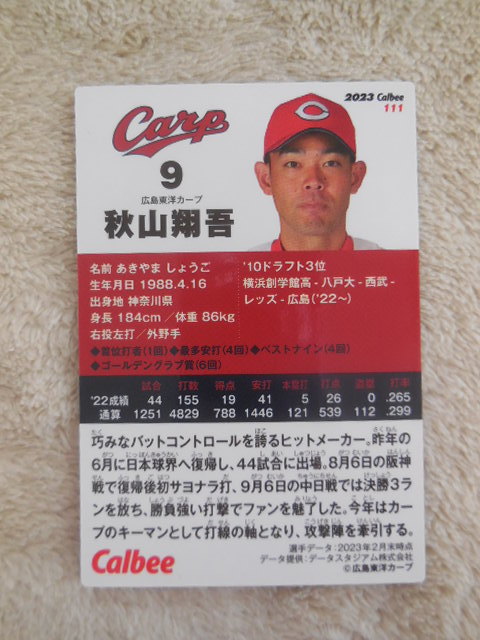 2023 Calbee
111
Carp
C
9
広島東洋カープ
秋山翔吾
名前 あきやま しょうご
生年月日 1988.4.16
出身地 神奈川県
身長 184cm／体重 86kg
右投左打／外野手
'10ドラフト3位
横浜創学館高 - 八戸大 - 西武 -
レッズ - 広島('22〜)
◆首位打者(1回)◆最多安打(4回)◆ベストナイン(4回)
◆ゴールデングラブ賞(6回)
試合 打数 得点 安打 本塁打 打点 盗塁 打率
'22成績 44 155 19 41 5 26 0 .265
通算 1251 4829 788 1446 121 539 112 .299
巧みなバットコントロールを誇るヒットメーカー。昨年の
6月に日本球界へ復帰し、44試合に出場。8月6日の阪神
戦で復帰後初サヨナラ打、9月6日の中日戦では決勝3ラ
ンを放ち、勝負強い打撃でファンを魅了した。今年はカー
プのキーマンとして打線の軸となり、攻撃陣を牽引する。
Calbee
選手データ:2023年2月末時点
データ提供:データスタジアム株式会社
©広島東洋カープ